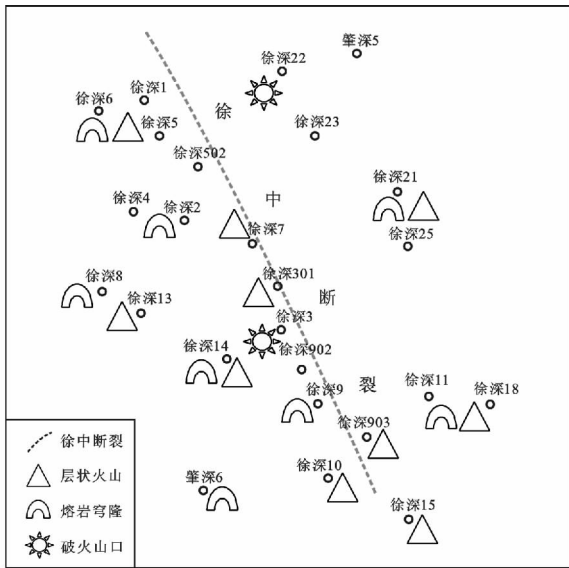 肇深5
徐深22
徐深1
徐深6
徐
徐深5
徐深23
徐深502
徐深21
中
徐深4
徐深2
徐深7
徐深25
徐深301
徐深8
徐深13
断
徐深3
徐深14
徐深902
裂
徐深9
徐深11
徐深18
徐深903
徐深10
肇深6
徐深15
徐中断裂
层状火山
熔岩穹隆
破火山口